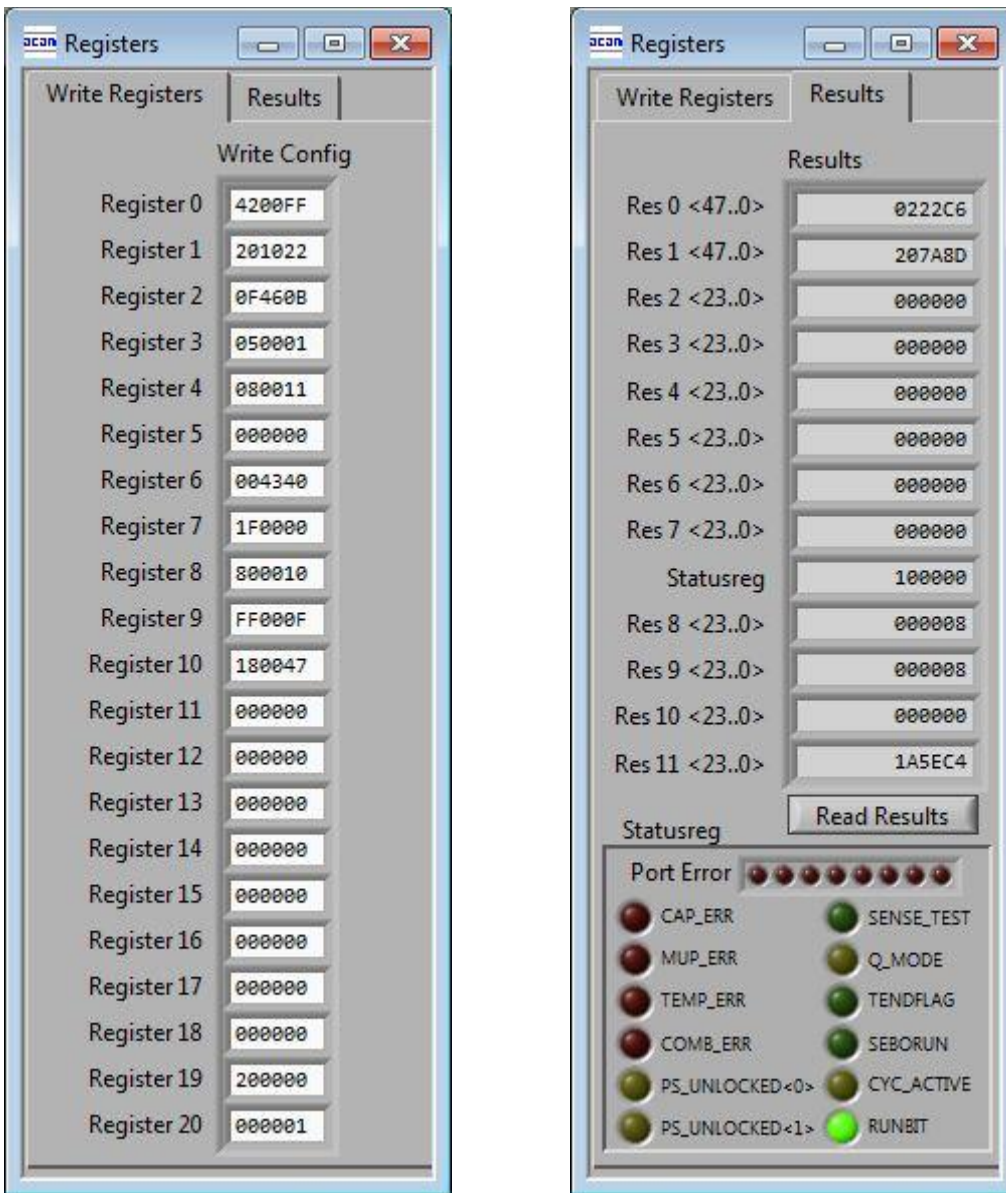 acan Registers
Write Registers Results
Write Config
Register 0 4200FF
Register 1 201022
Register 2 0F460B
Register 3 050001
Register 4 080011
Register 5 000000
Register 6 004340
Register 7 1F0000
Register 8 800010
Register 9 FF000F
Register 10 180047
Register 11 000000
Register 12 000000
Register 13 000000
Register 14 000000
Register 15 000000
Register 16 000000
Register 17 000000
Register 18 000000
Register 19 200000
Register 20 000001
acan Registers
Write Registers Results
Results
Res 0 <47..0> 0222C6
Res 1 <47..0> 207A8D
Res 2 <23..0> 000000
Res 3 <23..0> 000000
Res 4 <23..0> 000000
Res 5 <23..0> 000000
Res 6 <23..0> 000000
Res 7 <23..0> 000000
Statusreg 100000
Res 8 <23..0> 000008
Res 9 <23..0> 000008
Res 10 <23..0> 000000
Res 11 <23..0> 1A5EC4
Read Results
Statusreg
Port Error
CAP_ERR SENSE_TEST
MUP_ERR Q_MODE
TEMP_ERR TENDFLAG
COMB_ERR SEBORUN
PS_UNLOCKED<0> CYC_ACTIVE
PS_UNLOCKED<1> RUNBIT